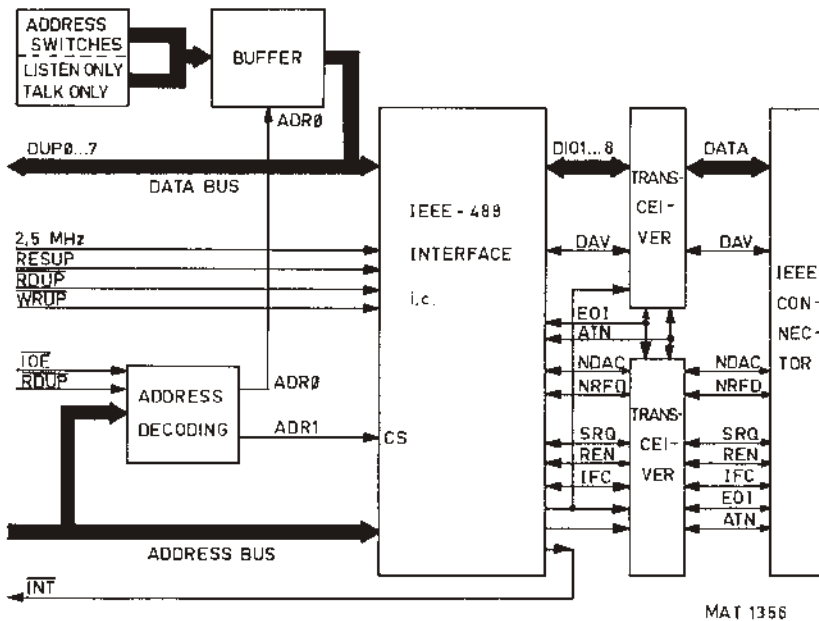 ADDRESS
SWITCHES
LISTEN ONLY
TALK ONLY
BUFFER
ADRØ
DUPØ...7
DATA BUS
2,5 MHz
RESUP
RDUP
WRUP
IOE
RDUP
ADDRESS
DECODING
ADRØ
ADR1
CS
ADDRESS BUS
INT
IEEE-488
INTERFACE
i.c.
DIO1...8
DAV
EOI
ATN
NDAC
NRFD
SRQ
REN
IFC
TRANS-
CEI-
VER
TRANS-
CEI-
VER
DATA
DAV
NDAC
NRFD
SRQ
REN
IFC
EOI
ATN
IEEE
CON-
NEC-
TOR
MAT 1356